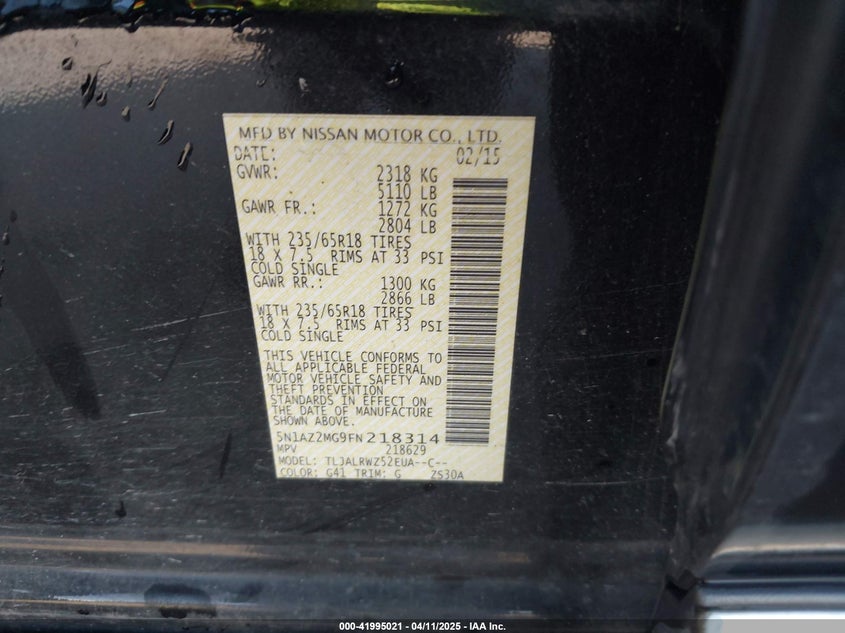 MFD BY NISSAN MOTOR CO., LTD.
DATE: 02/15
GVWR: 2318 KG
5110 LB
GAWR FR.: 1272 KG
2804 LB
WITH 235/65R18 TIRES
18 X 7.5 RIMS AT 33 PSI
COLD SINGLE
GAWR RR.: 1300 KG
2866 LB
WITH 235/65R18 TIRES
18 X 7.5 RIMS AT 33 PSI
COLD SINGLE
THIS VEHICLE CONFORMS TO
ALL APPLICABLE FEDERAL
MOTOR VEHICLE SAFETY AND
THEFT PREVENTION
STANDARDS IN EFFECT ON
THE DATE OF MANUFACTURE
SHOWN ABOVE.
5N1AZ2MG9FN218314
MPV 218629
MODEL: TLJALRWZ52EUA--C--
COLOR: G41 TRIM: G ZS30A
000-41995021 - 04/11/2025 - IAA Inc.